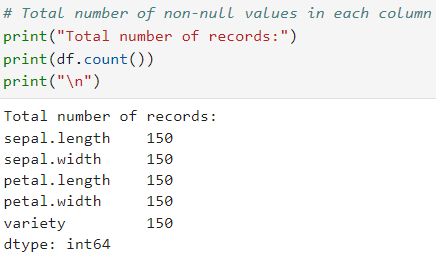 # Total number of non-null values in each column
print("Total number of records:")
print(df.count())
print("\n")
Total number of records:
sepal.length    150
sepal.width     150
petal.length    150
petal.width     150
variety         150
dtype: int64